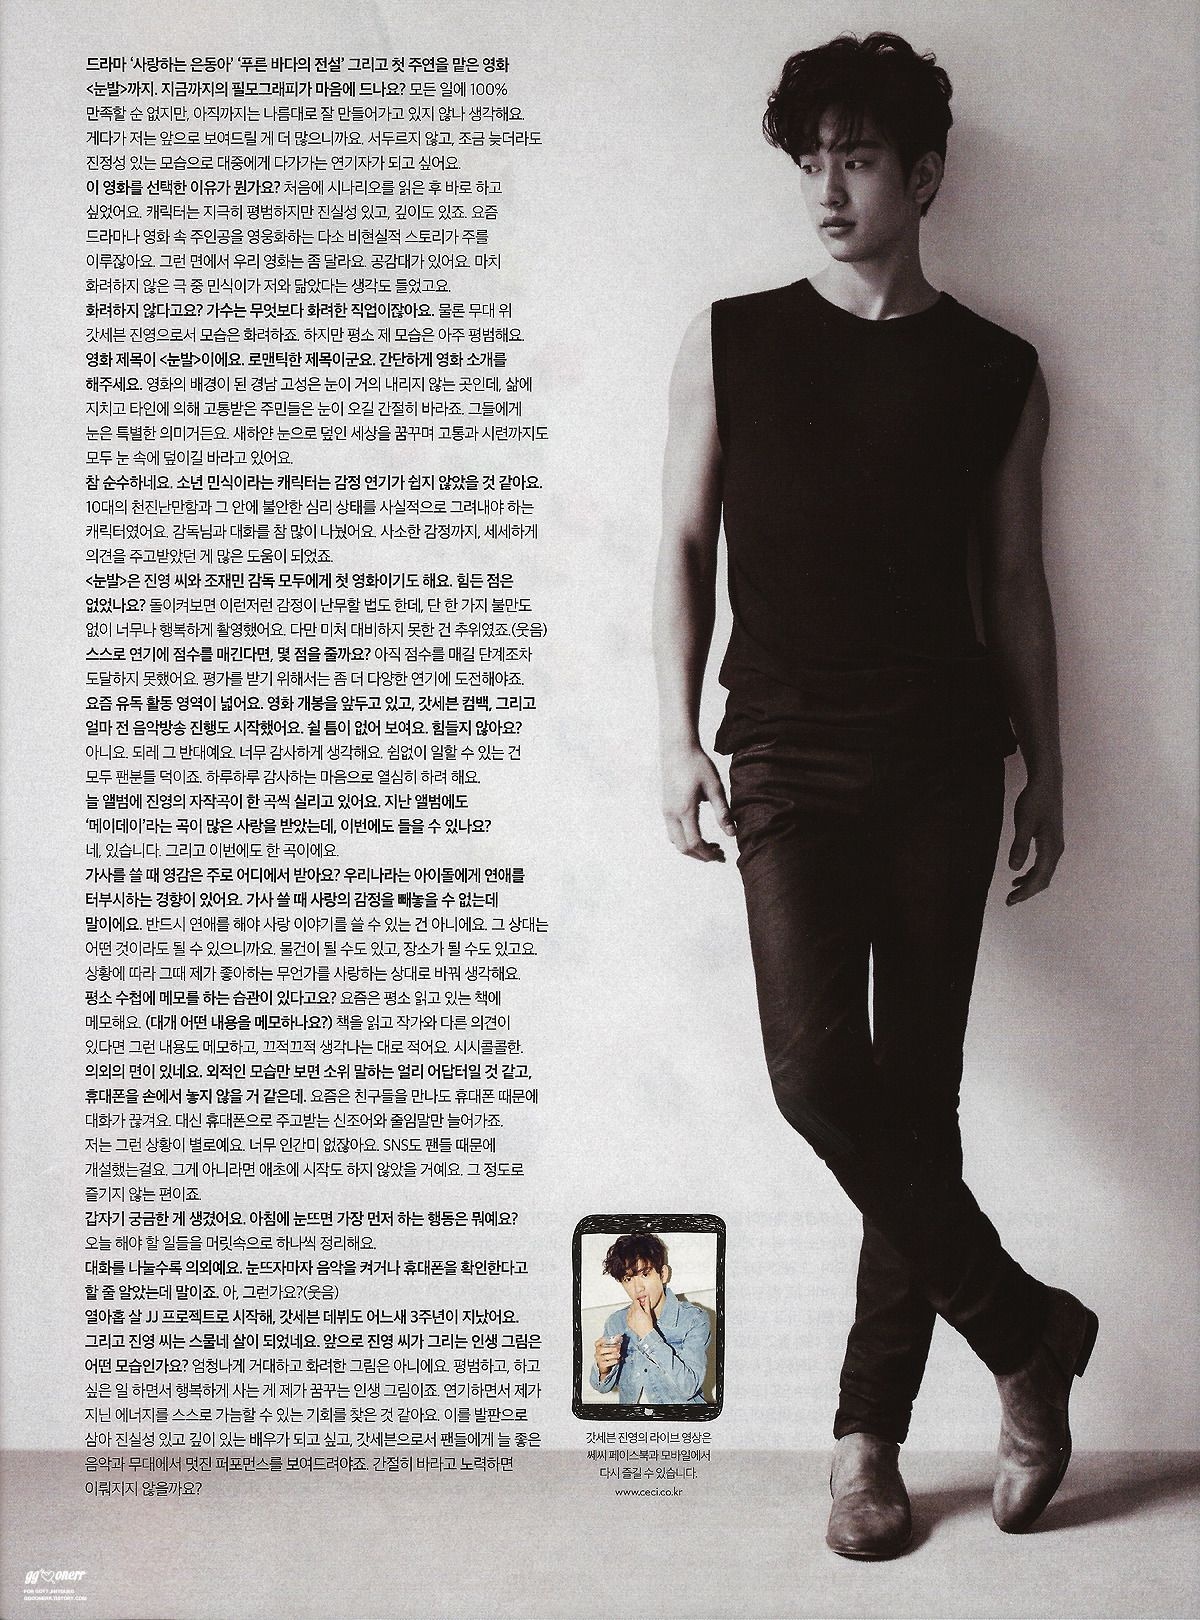 드라마 ‘사랑하는 은동아’ ‘푸른 바다의 전설’ 그리고 첫 주연을 맡은 영화
<눈발>까지. 지금까지의 필모그래피가 마음에 드나요? 모든 일에 100%
만족할 순 없지만, 아직까지는 나름대로 잘 만들어가고 있지 않나 생각해요.
게다가 저는 앞으로 보여드릴 게 더 많으니까요. 서두르지 않고, 조금 늦더라도
진정성 있는 모습으로 대중에게 다가가는 연기자가 되고 싶어요.
이 영화를 선택한 이유가 뭔가요? 처음에 시나리오를 읽은 후 바로 하고
싶었어요. 캐릭터는 지극히 평범하지만 진실성 있고, 깊이도 있죠. 요즘
드라마나 영화 속 주인공을 영웅화하는 다소 비현실적 스토리가 주를
이루잖아요. 그런 면에서 우리 영화는 좀 달라요. 공감대가 있어요. 마치
화려하지 않은 극 중 민식이가 저와 닮았다는 생각도 들었고요.
화려하지 않다고요? 가수는 무엇보다 화려한 직업이잖아요. 물론 무대 위
갓세븐 진영으로서 모습은 화려하죠. 하지만 평소 제 모습은 아주 평범해요.
영화 제목이 <눈발>이에요. 로맨틱한 제목이군요. 간단하게 영화 소개를
해주세요. 영화의 배경이 된 경남 고성은 눈이 거의 내리지 않는 곳인데, 삶에
지치고 타인에 의해 고통받은 주민들은 눈이 오길 간절히 바라죠. 그들에게
눈은 특별한 의미거든요. 새하얀 눈으로 덮인 세상을 꿈꾸며 고통과 시련까지도
모두 눈 속에 덮이길 바라고 있어요.
참 순수하네요. 소년 민식이라는 캐릭터는 감정 연기가 쉽지 않았을 것 같아요.
10대의 천진난만함과 그 안에 불안한 심리 상태를 사실적으로 그려내야 하는
캐릭터였어요. 감독님과 대화를 참 많이 나눴어요. 사소한 감정까지, 세세하게
의견을 주고받았던 게 많은 도움이 되었죠.
<눈발>은 진영 씨와 조재민 감독 모두에게 첫 영화이기도 해요. 힘든 점은
없었나요? 돌이켜보면 이런저런 감정이 난무할 법도 한데, 단 한 가지 불만도
없이 너무나 행복하게 촬영했어요. 다만 미처 대비하지 못한 건 추위였죠.(웃음)
스스로 연기에 점수를 매긴다면, 몇 점을 줄까요? 아직 점수를 매길 단계조차
도달하지 못했어요. 평가를 받기 위해서는 좀 더 다양한 연기에 도전해야죠.
요즘 유독 활동 영역이 넓어요. 영화 개봉을 앞두고 있고, 갓세븐 컴백, 그리고
얼마 전 음악방송 진행도 시작했어요. 쉴 틈이 없어 보여요. 힘들지 않아요?
아니요. 되레 그 반대예요. 너무 감사하게 생각해요. 쉼없이 일할 수 있는 건
모두 팬분들 덕이죠. 하루하루 감사하는 마음으로 열심히 하려 해요.
늘 앨범에 진영의 자작곡이 한 곡씩 실리고 있어요. 지난 앨범에도
‘페이데이’라는 곡이 많은 사랑을 받았는데, 이번에도 들을 수 있나요?
네, 있습니다. 그리고 이번에도 한 곡이에요.
가사를 쓸 때 영감은 주로 어디에서 받아요? 우리나라는 아이돌에게 연애를
터부시하는 경향이 있어요. 가사 쓸 때 사랑의 감정을 빼놓을 수 없는데
말이에요. 반드시 연애를 해야 사랑 이야기를 쓸 수 있는 건 아니에요. 그 상대는
어떤 것이라도 될 수 있으니까요. 물건이 될 수도 있고, 장소가 될 수도 있고요.
상황에 따라 그때 제가 좋아하는 무언가를 사랑하는 상대로 바꿔 생각해요.
평소 수첩에 메모를 하는 습관이 있다고요? 요즘은 평소 읽고 있는 책에
메모해요. (대개 어떤 내용을 메모하나요?) 책을 읽고 작가와 다른 의견이
있다면 그런 내용도 메모하고, 끄적끄적 생각나는 대로 적어요. 시시콜콜한.
의외의 면이 있네요. 외적인 모습만 보면 소위 말하는 얼리 어답터일 것 같고,
휴대폰을 손에서 놓지 않을 거 같은데. 요즘은 친구들을 만나도 휴대폰 때문에
대화가 끊겨요. 대신 휴대폰으로 주고받는 신조어와 줄임말만 늘어가죠.
저는 그런 상황이 별로예요. 너무 인간미 없잖아요. SNS도 팬들 때문에
개설했는걸요. 그게 아니라면 애초에 시작도 하지 않았을 거예요. 그 정도로
즐기지 않는 편이죠.
갑자기 궁금한 게 생겼어요. 아침에 눈뜨면 가장 먼저 하는 행동은 뭐예요?
오늘 해야 할 일들을 머릿속으로 하나씩 정리해요.
대화를 나눌수록 의외예요. 눈뜨자마자 음악을 켜거나 휴대폰을 확인한다고
할 줄 알았는데 말이죠. 아, 그런가요?(웃음)
열아홉 살 JJ 프로젝트로 시작해, 갓세븐 데뷔도 어느새 3주년이 지났어요.
그리고 진영 씨는 스물네 살이 되었네요. 앞으로 진영 씨가 그리는 인생 그림은
어떤 모습인가요? 엄청나게 거대하고 화려한 그림은 아니에요. 평범하고, 하고
싶은 일 하면서 행복하게 사는 게 제가 꿈꾸는 인생 그림이죠. 연기하면서 제가
지닌 에너지를 스스로 가늠할 수 있는 기회를 찾은 것 같아요. 이를 발판으로
삼아 진실성 있고 깊이 있는 배우가 되고 싶고, 갓세븐으로서 팬들에게 늘 좋은
음악과 무대에서 멋진 퍼포먼스를 보여드려야죠. 간절히 바라고 노력하면
이뤄지지 않을까요?
갓세븐 진영의 라이브 영상은
쎄씨 페이스북과 모바일에서
다시 즐길 수 있습니다.
www.ceci.co.kr
gg onerr
FOR GOT7 JINYOUNG
GGOONERR.TISTORY.COM